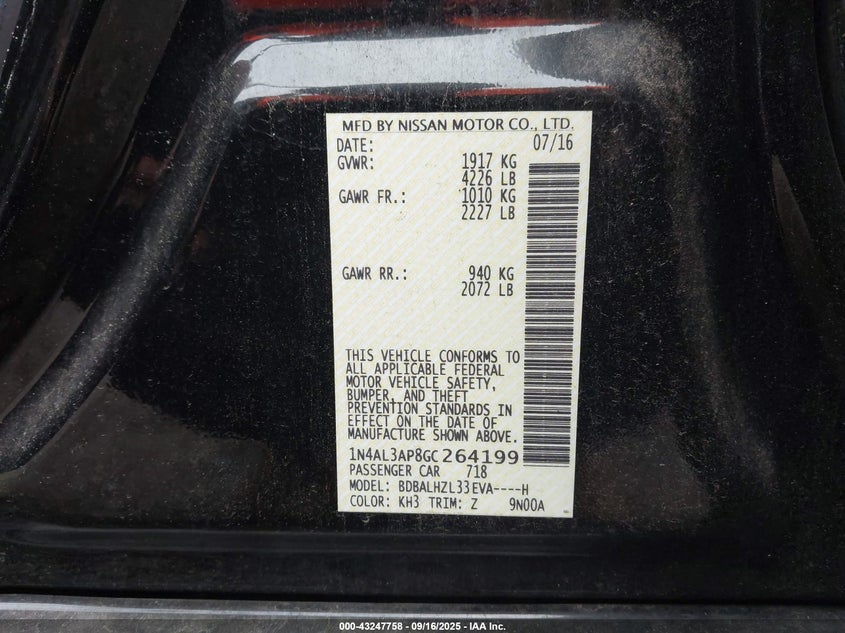 MFD BY NISSAN MOTOR CO., LTD.
DATE: 07/16
GVWR: 1917 KG
4226 LB
GAWR FR.: 1010 KG
2227 LB
GAWR RR.: 940 KG
2072 LB
THIS VEHICLE CONFORMS TO
ALL APPLICABLE FEDERAL
MOTOR VEHICLE SAFETY,
BUMPER, AND THEFT
PREVENTION STANDARDS IN
EFFECT ON THE DATE OF
MANUFACTURE SHOWN ABOVE.
1N4AL3AP8GC264199
PASSENGER CAR 718
MODEL: BDBALHZL33EVA----H
COLOR: KH3 TRIM: Z 9N00A
000-43247758 - 09/16/2025 - IAA Inc.